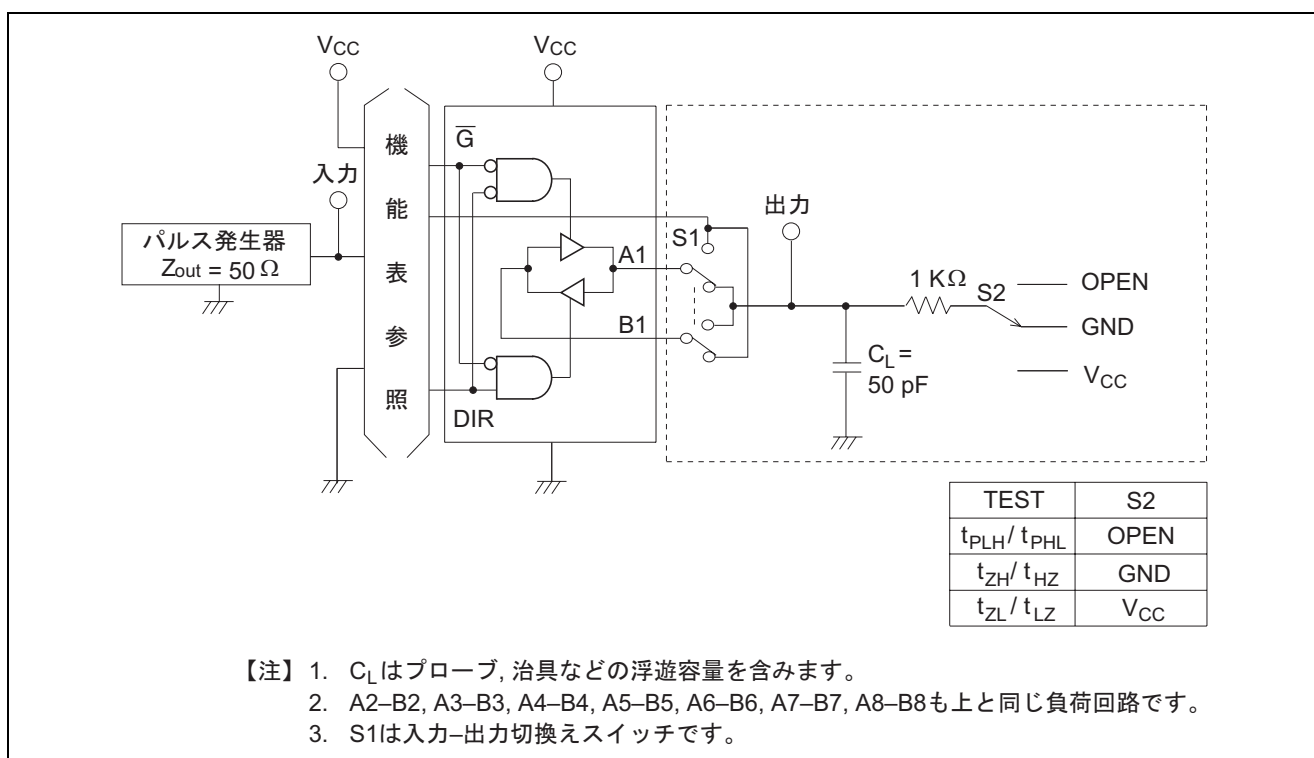 VCC
VCC
機能表参照
G
入力
出力
パルス発生器
Zout = 50 Ω
S1
A1
B1
1 KΩ
S2
OPEN
GND
VCC
CL =
50 pF
DIR
TEST S2
tPLH / tPHL OPEN
tZH / tHZ GND
tZL / tLZ VCC
【注】 1. CLはプローブ, 治具などの浮遊容量を含みます。
2. A2–B2, A3–B3, A4–B4, A5–B5, A6–B6, A7–B7, A8–B8も上と同じ負荷回路です。
3. S1は入力–出力切換えスイッチです。